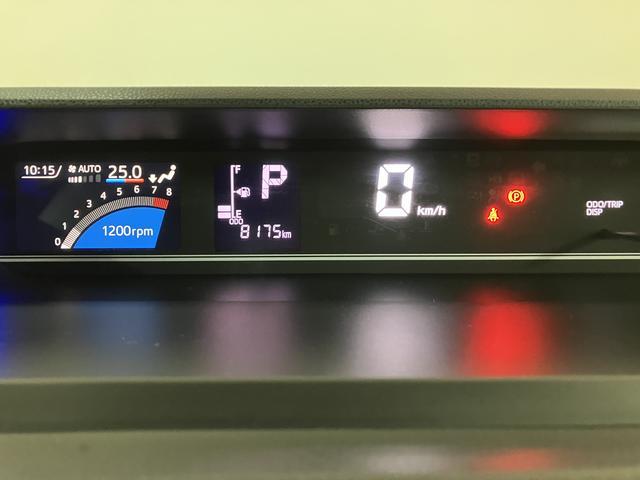 10:15/ AUTO 25.0
0 1 2 3 4 5 6 7 8
1200rpm
F
P
E
ODO
8175km
0 km/h
(P)
ODO/TRIP
DISP